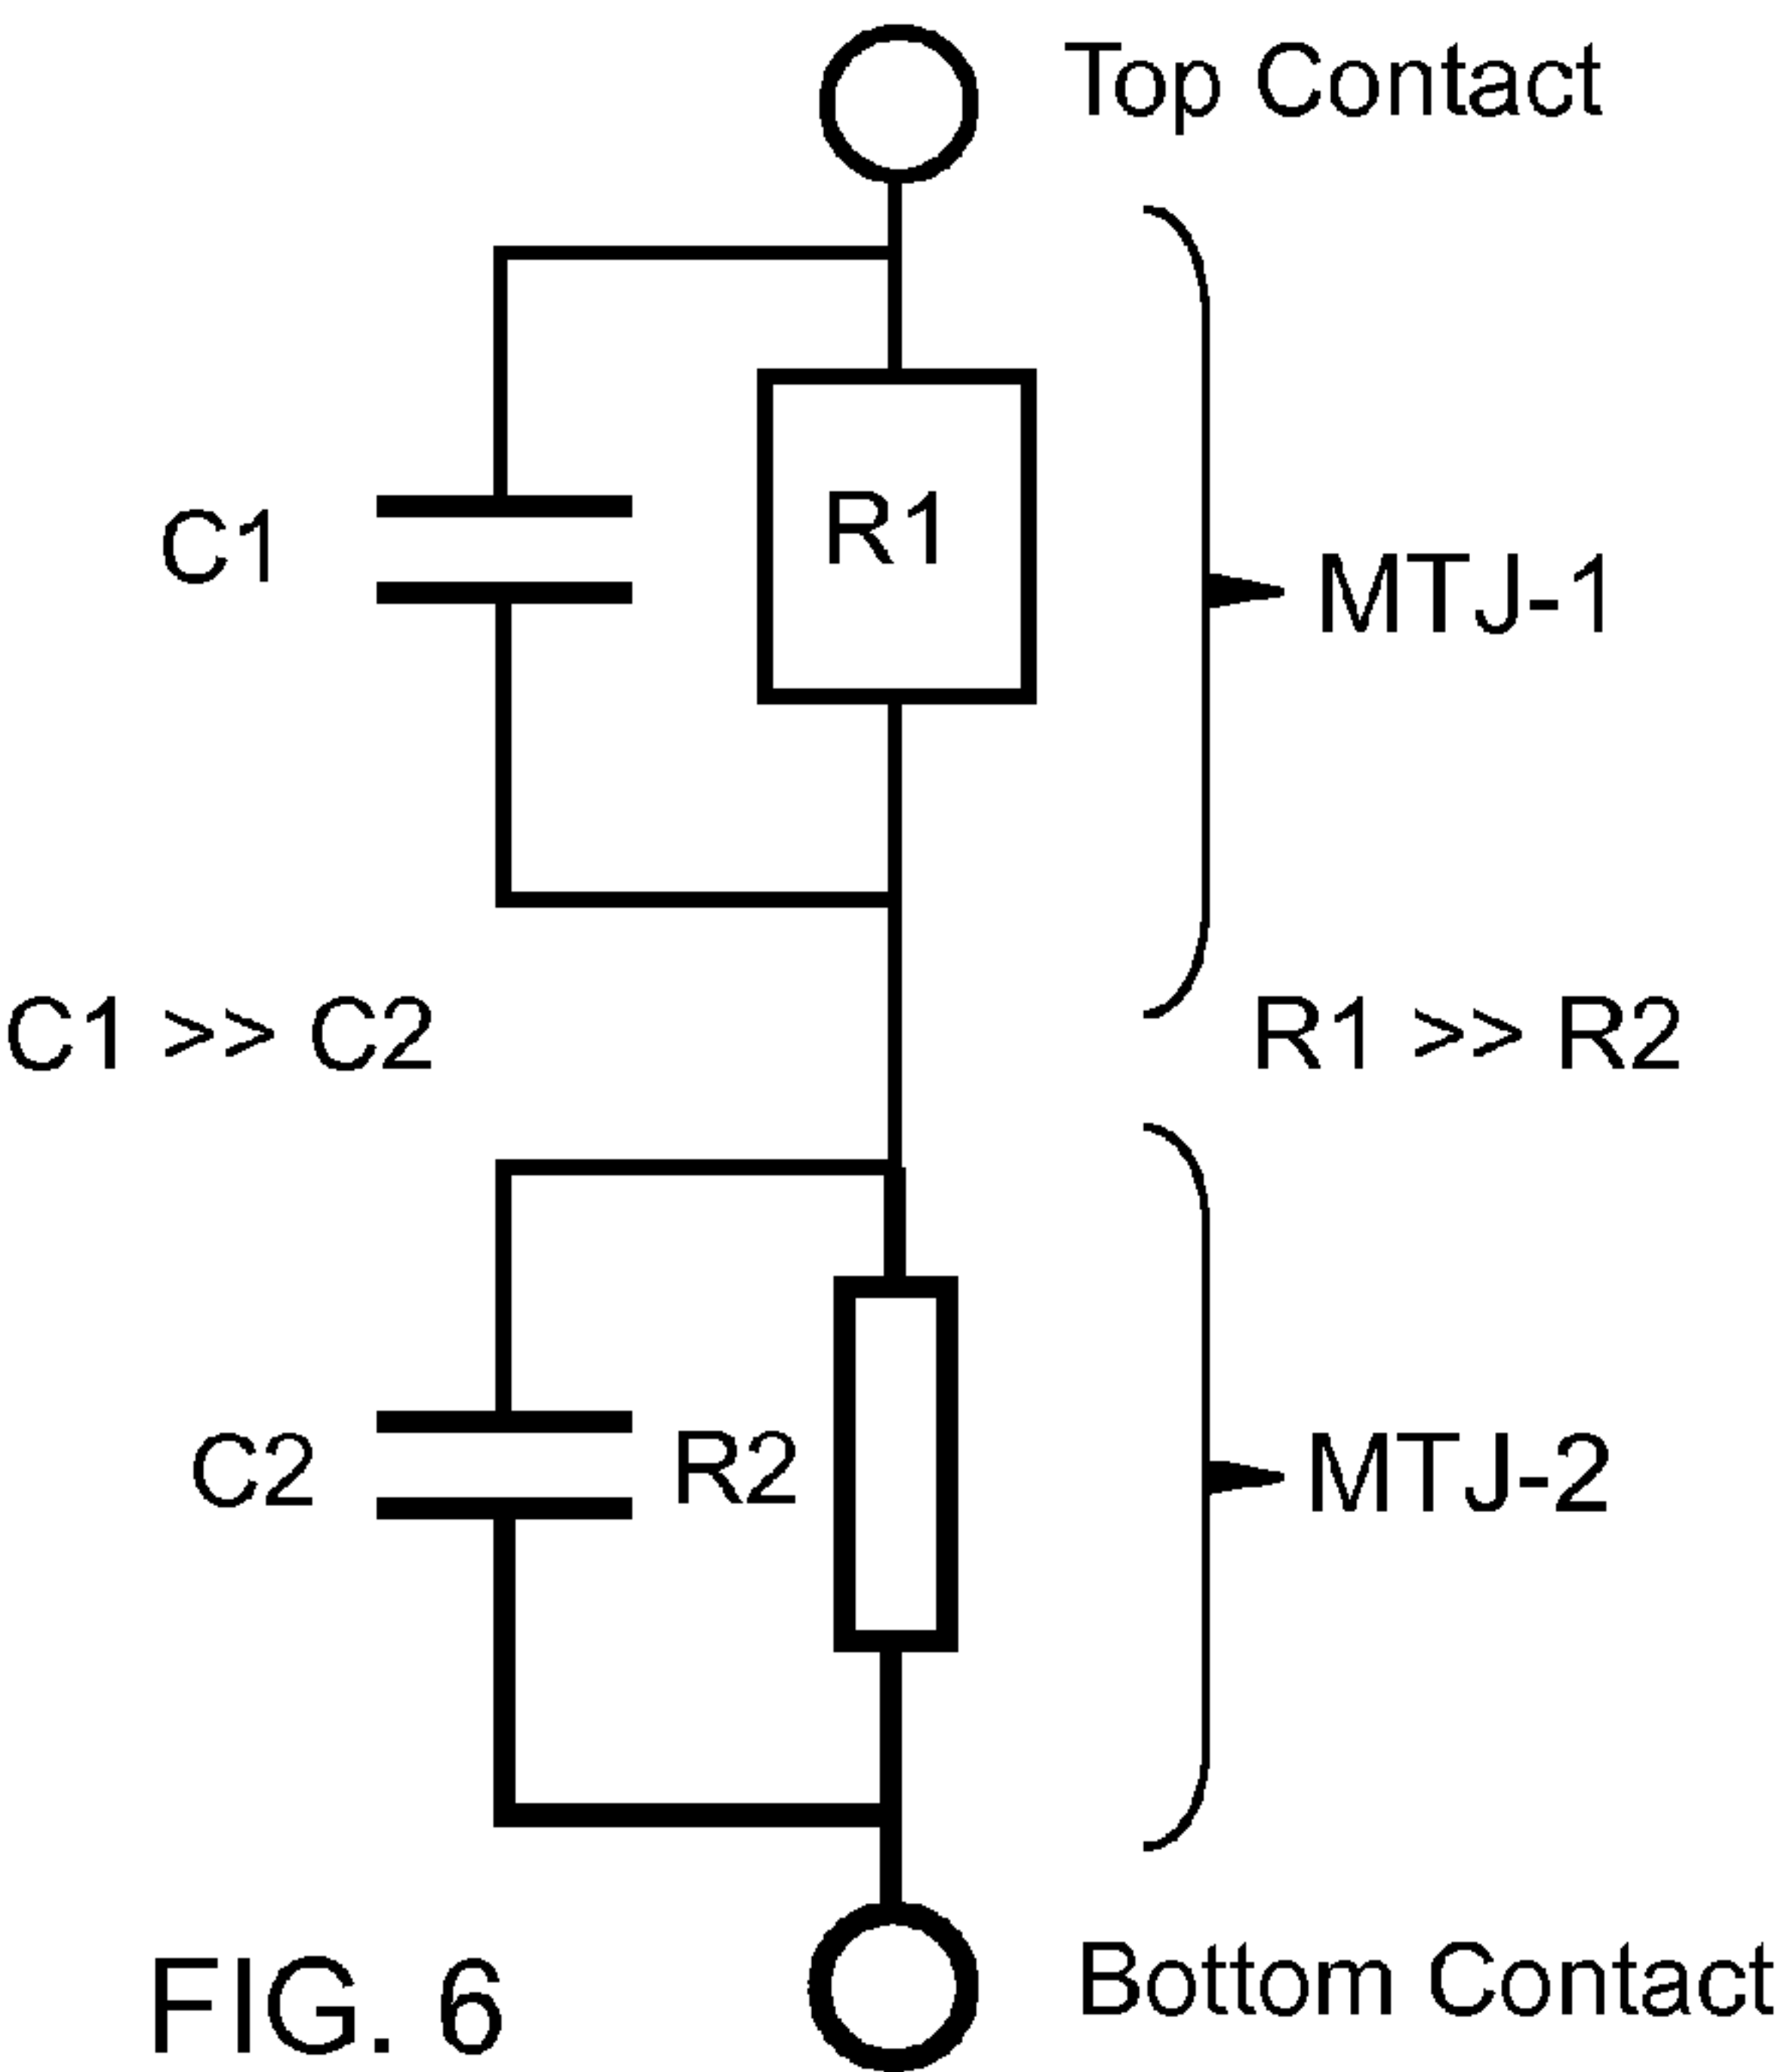 Top Contact
C1
R1
MTJ-1
C1 >> C2
R1 >> R2
C2
R2
MTJ-2
FIG. 6
Bottom Contact